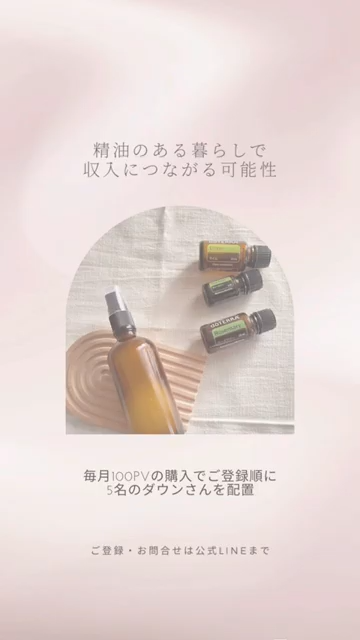 精油のある暮らしで
収入につながる可能性
doTERRA
Rosemary
毎月100PVの購入でご登録順に
5名のダウンさんを配置
ご登録・お問合せは公式LINEまで